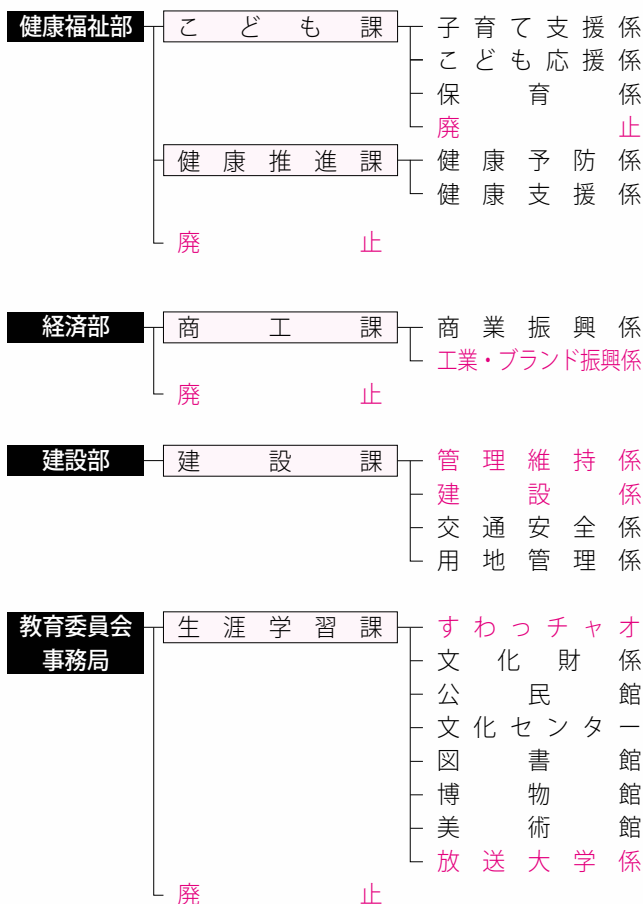 健康福祉部 こども課 子育て支援係
こども応援係
保育係
廃止
健康推進課 健康予防係
健康支援係
廃止
経済部 商工課 商業振興係
工業・ブランド振興係
廃止
建設部 建設課 管理維持係
建設係
交通安全係
用地管理係
教育委員会 生涯学習課 すわっチャオ
事務局 文化財係
公民館
文化センター
図書館
博物館
美術館
放送大学係
廃止